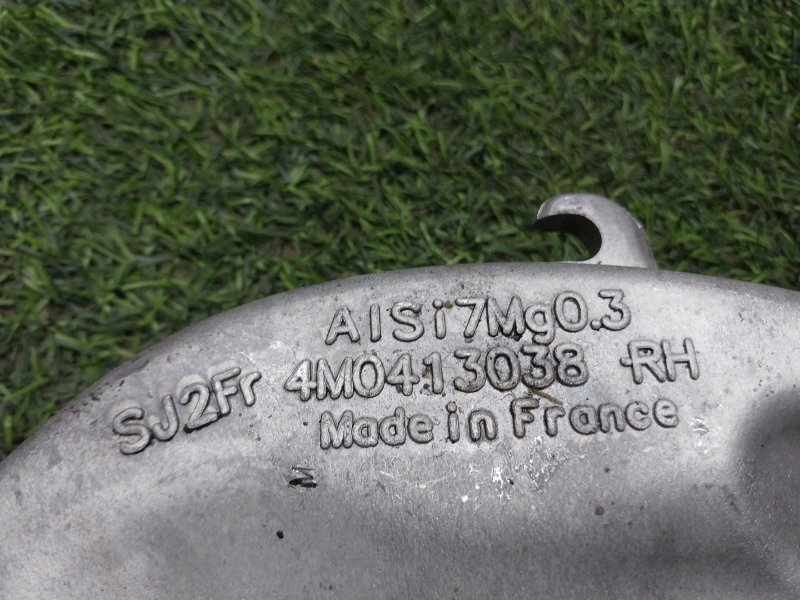 AlSi7Mg0.3
SJ2Fr 4M0413038 RH
Made in France
M